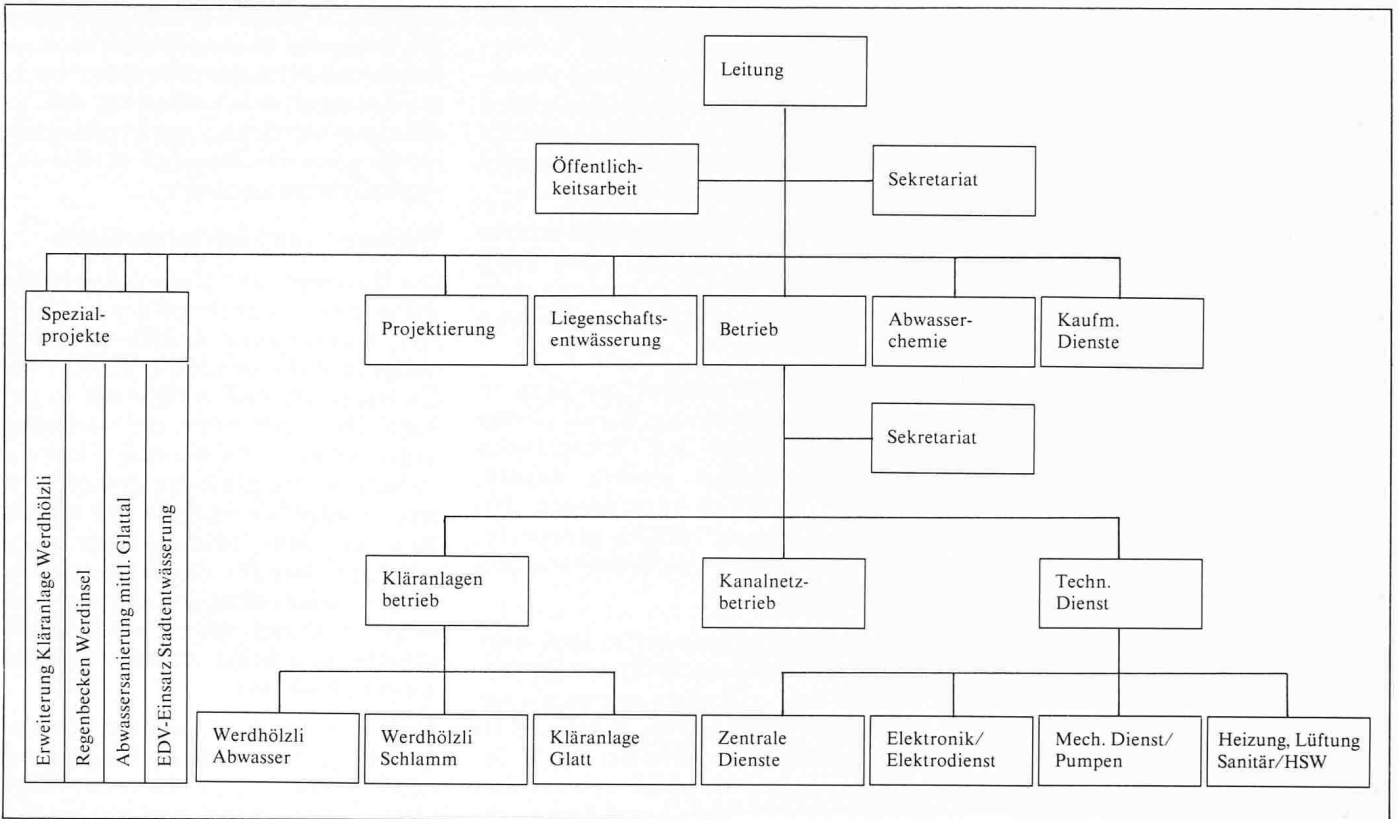 Leitung
Öffentlich-
keitsarbeit
Sekretariat
Spezial-
projekte
Projektierung
Liegenschafts-
entwässerung
Betrieb
Abwasser-
chemie
Kaufm.
Dienste
Sekretariat
Erweiterung Kläranlage Werdhölzli
Regenbecken Werdinsel
Abwassersanierung mittl. Glattal
EDV-Einsatz Stadtentwässerung
Kläranlagen
betrieb
Kanalnetz-
betrieb
Techn.
Dienst
Werdhölzli
Abwasser
Werdhölzli
Schlamm
Kläranlage
Glatt
Zentrale
Dienste
Elektronik/
Elektrodienst
Mech. Dienst/
Pumpen
Heizung, Lüftung
Sanitär/HSW